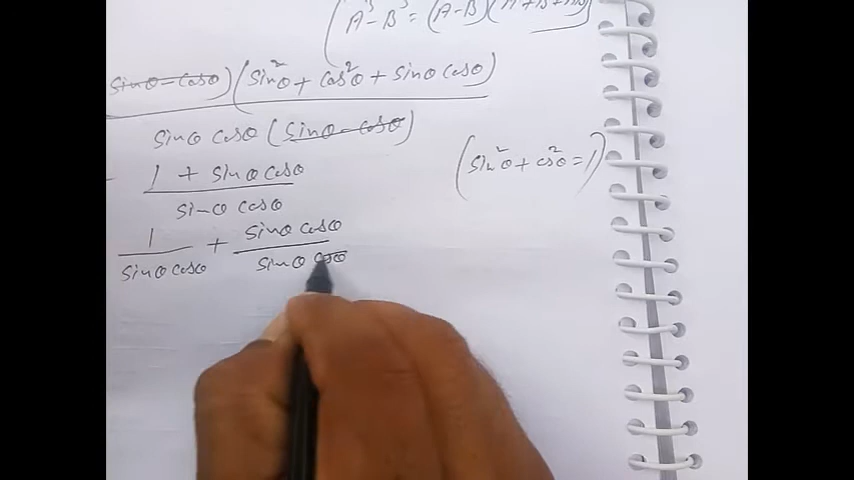 A³ - B³ = (A-B)(A
sinθ - cosθ)(sin²θ + cos²θ + sinθ cosθ)
sinθ cosθ (sinθ - cosθ)
(sin²θ + cosθ² = 1)
1 + sinθ cosθ
sinθ cosθ
1 + sinθ cosθ
sinθ cosθ sinθ cosθ